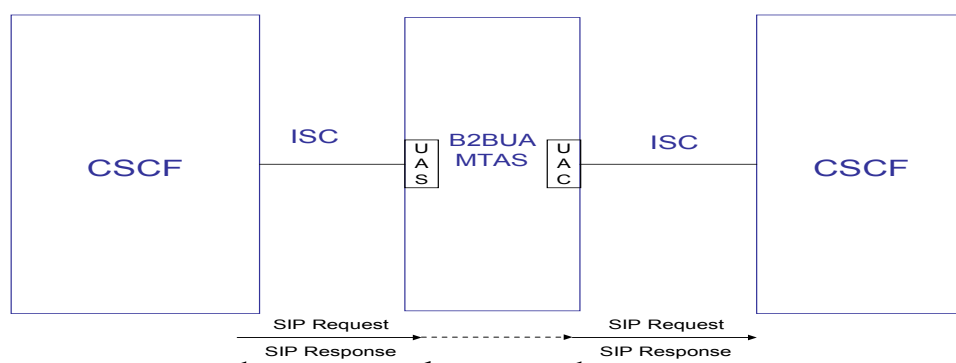 ISC
B2BUA
MTAS
ISC
CSCF
UAS
UAC
CSCF
SIP Request
SIP Request
SIP Response
SIP Response